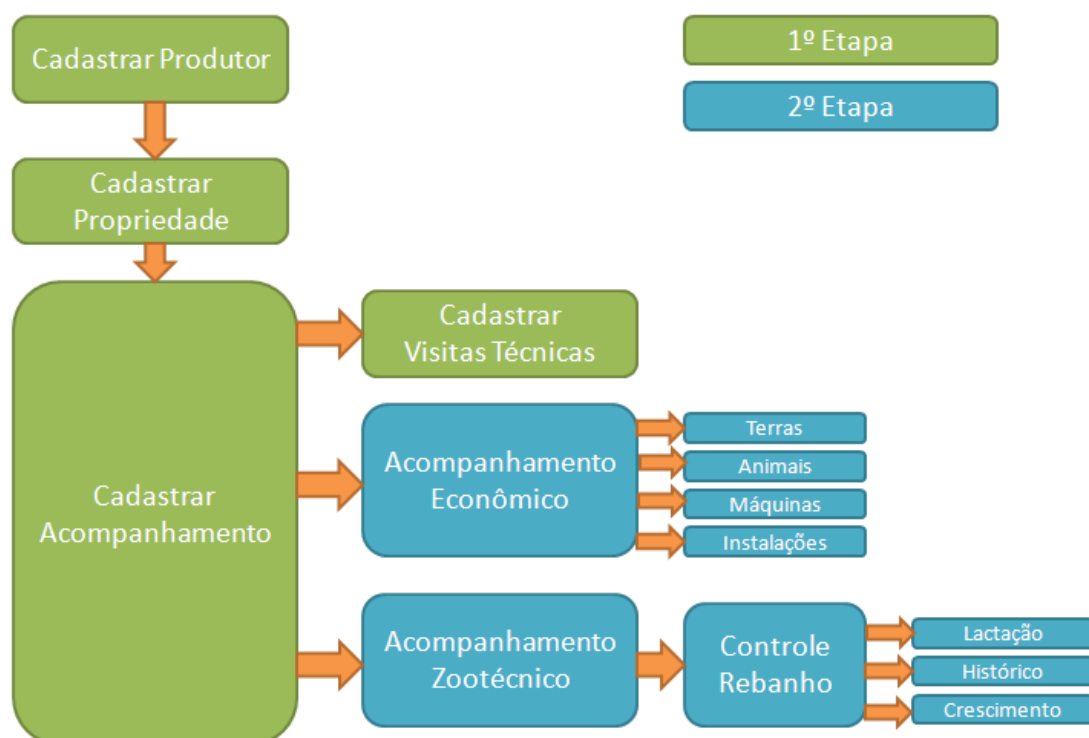 Cadastrar Produtor
1º Etapa
2º Etapa
Cadastrar
Propriedade
Cadastrar
Acompanhamento
Cadastrar
Visitas Técnicas
Acompanhamento
Econômico
Terras
Animais
Máquinas
Instalações
Acompanhamento
Zootécnico
Controle
Rebanho
Lactação
Histórico
Crescimento